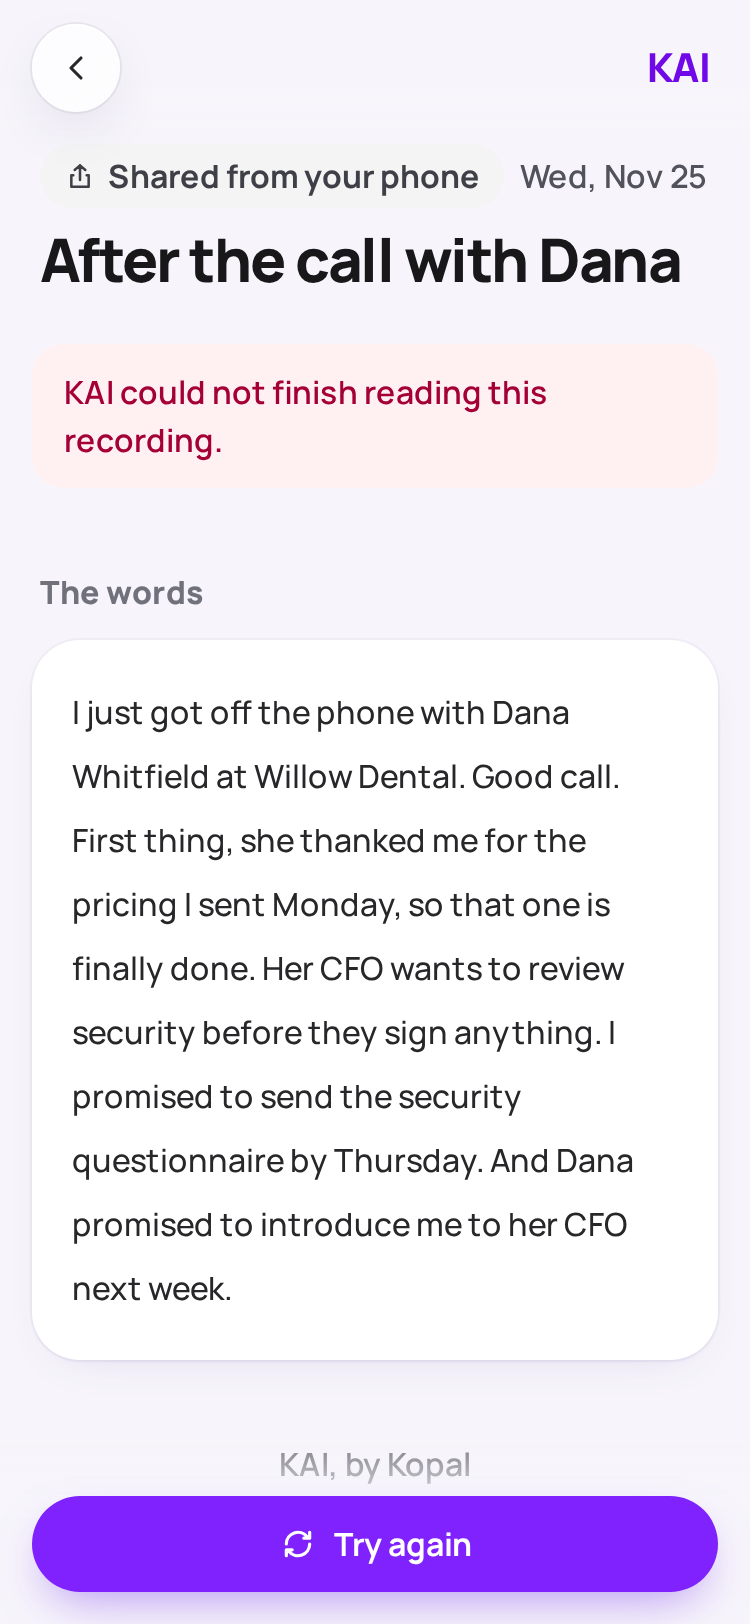 KAI
Shared from your phone Wed, Nov 25
After the call with Dana
KAI could not finish reading this
recording.
The words
I just got off the phone with Dana
Whitfield at Willow Dental. Good call.
First thing, she thanked me for the
pricing I sent Monday, so that one is
finally done. Her CFO wants to review
security before they sign anything. I
promised to send the security
questionnaire by Thursday. And Dana
promised to introduce me to her CFO
next week.
KAI, by Kopal
Try again